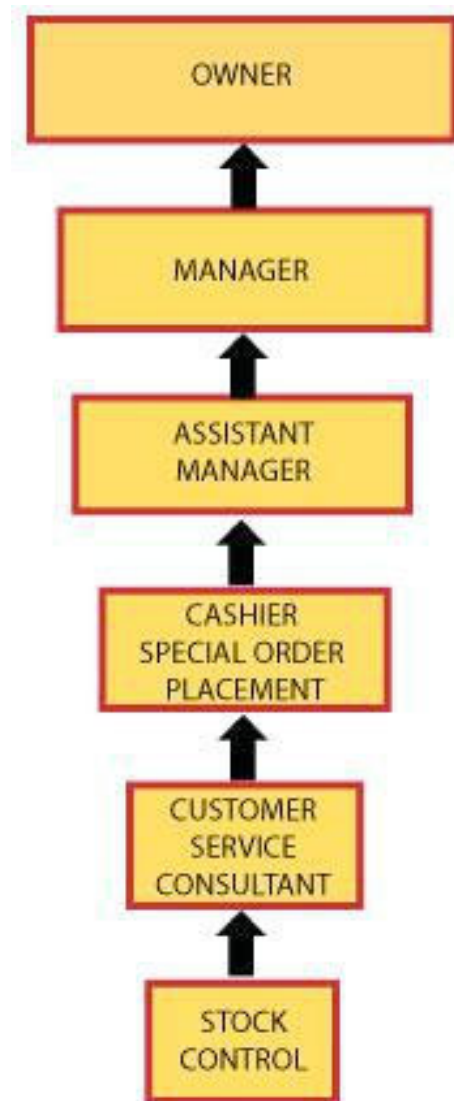 OWNER
MANAGER
ASSISTANT
MANAGER
CASHIER
SPECIAL ORDER
PLACEMENT
CUSTOMER
SERVICE
CONSULTANT
STOCK
CONTROL